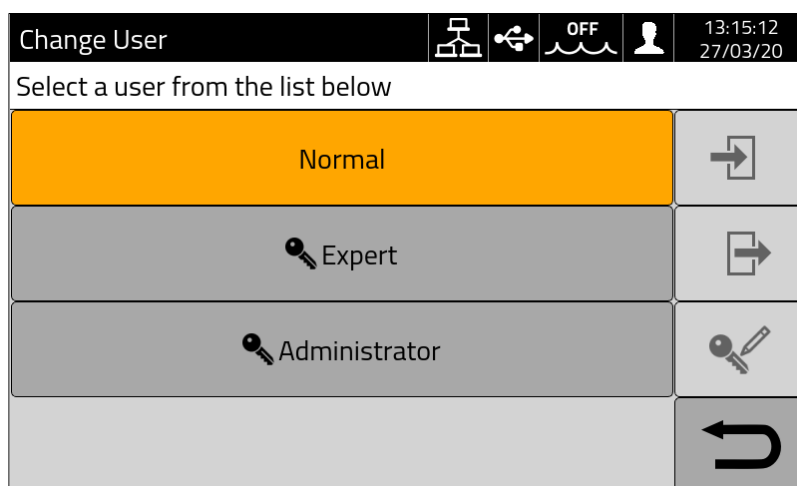 Change User
OFF
13:15:12
27/03/20
Select a user from the list below
Normal
Expert
Administrator